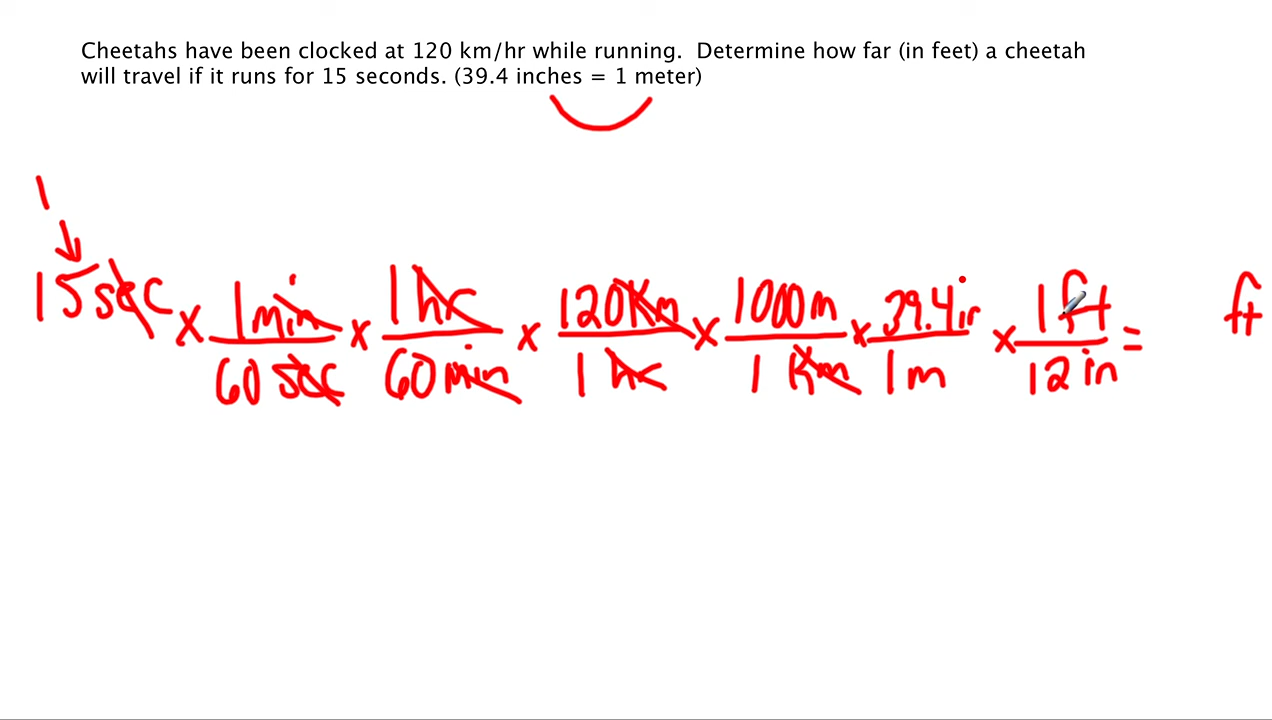 Cheetahs have been clocked at 120 km/hr while running. Determine how far (in feet) a cheetah
will travel if it runs for 15 seconds. (39.4 inches = 1 meter)
15 sec x 1 min / 60 sec x 1 hr / 60 min x 120 Km / 1 hr x 1000 m / 1 Km x 39.4 in / 1 m x 1 ft / 12 in = ft